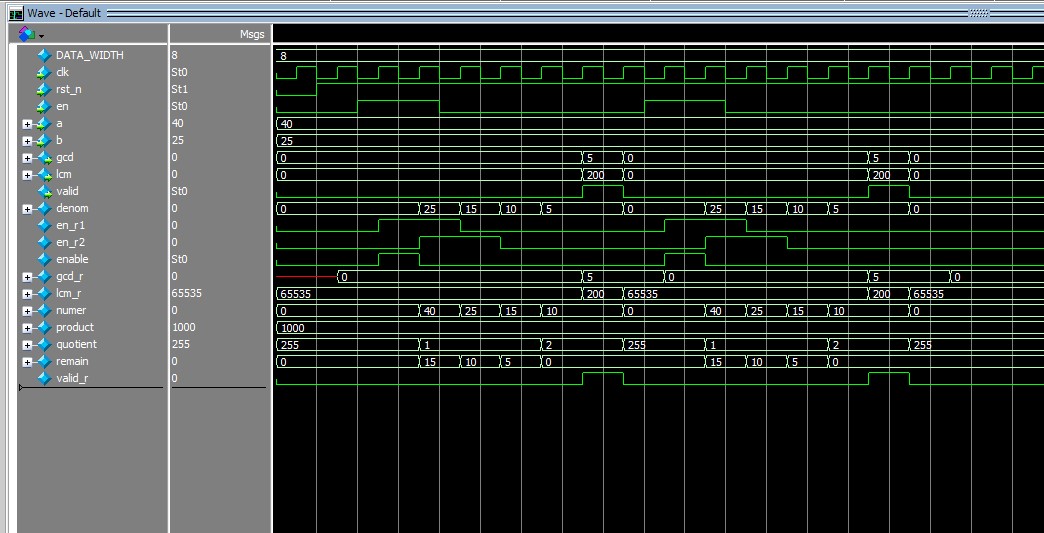 Wave - Default
Msgs
DATA_WIDTH 8 8
clk St0
rst_n St1
en St0
a 40 40
b 25 25
gcd 0 0 5 0 5 0
lcm 0 0 200 0 200 0
valid St0
denom 0 0 25 15 10 5 0 25 15 10 5 0
en_r1 0
en_r2 0
enable St0
gcd_r 0 0 5 0 5 0
lcm_r 65535 65535 200 65535 200 65535
numer 0 0 40 25 15 10 0 40 25 15 10 0
product 1000 1000
quotient 255 255 1 2 255 1 2 255
remain 0 0 15 10 5 0 15 10 5 0
valid_r 0